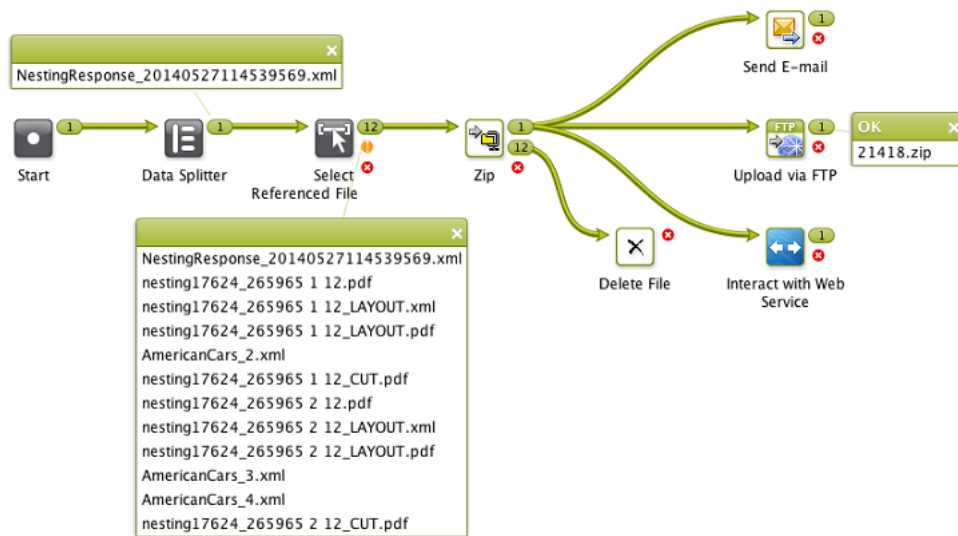 1
Send E-mail
×
NestingResponse_20140527114539569.xml
1
1
12
1
12
FTP
1
OK ×
21418.zip
Start
Data Splitter
Select
Referenced File
Zip
Upload via FTP
×
NestingResponse_20140527114539569.xml
nesting17624_265965 1 12.pdf
nesting17624_265965 1 12_LAYOUT.xml
nesting17624_265965 1 12_LAYOUT.pdf
AmericanCars_2.xml
nesting17624_265965 1 12_CUT.pdf
nesting17624_265965 2 12.pdf
nesting17624_265965 2 12_LAYOUT.xml
nesting17624_265965 2 12_LAYOUT.pdf
AmericanCars_3.xml
AmericanCars_4.xml
nesting17624_265965 2 12_CUT.pdf
Delete File
1
Interact with Web
Service